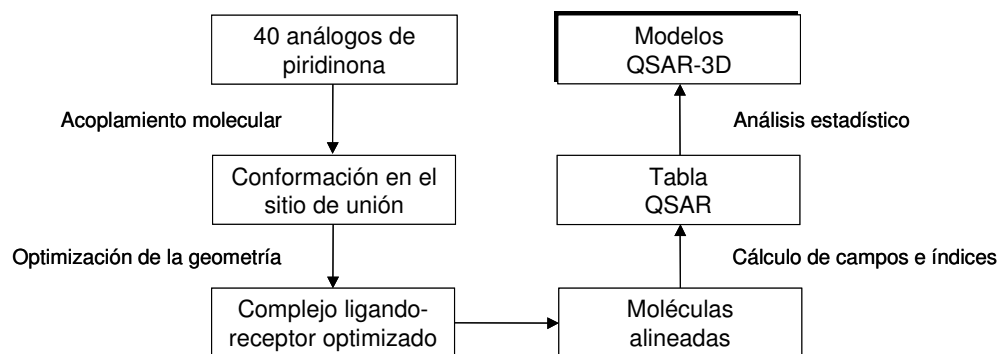 40 análogos de
piridinona
Acoplamiento molecular
Conformación en el
sitio de unión
Optimización de la geometría
Complejo ligando-
receptor optimizado
Moléculas
alineadas
Cálculo de campos e índices
Tabla
QSAR
Análisis estadístico
Modelos
QSAR-3D